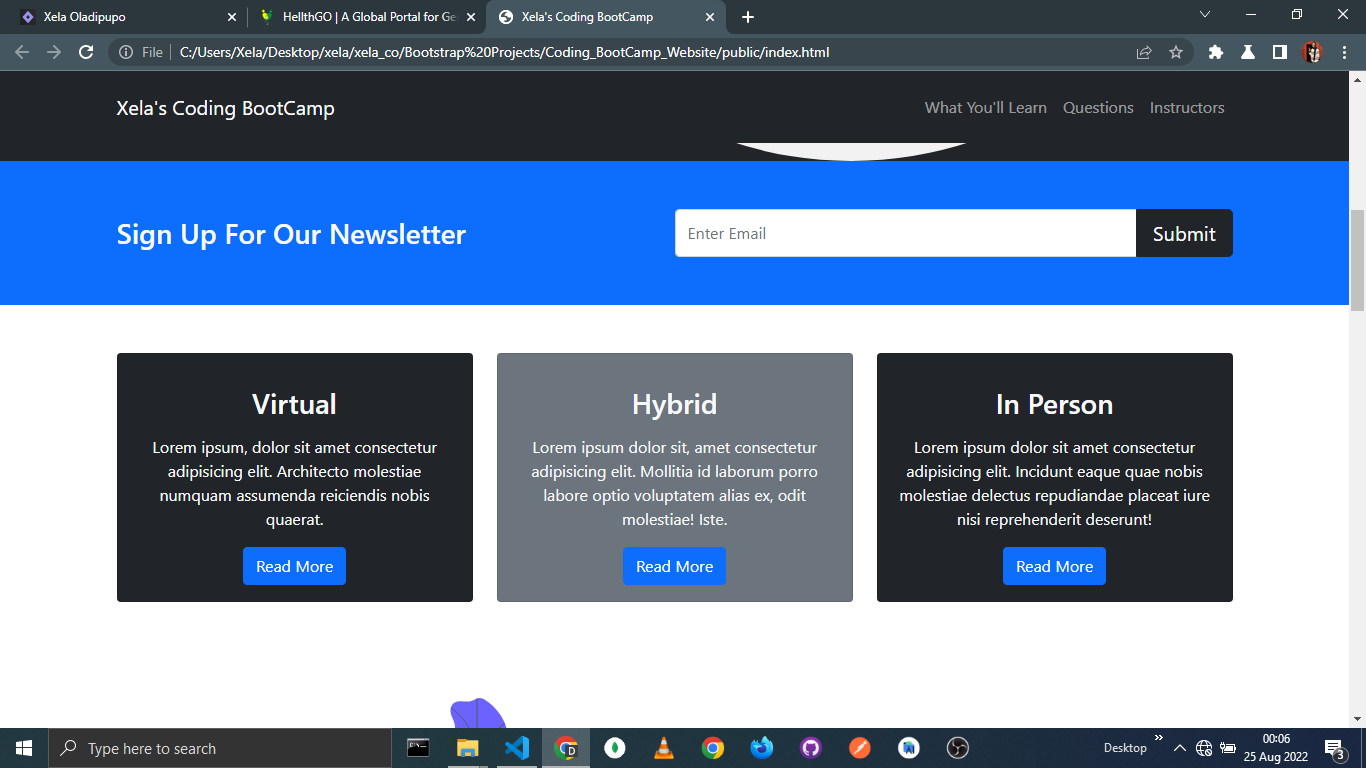 Xela Oladipupo
HellthGO | A Global Portal for Ge
Xela's Coding BootCamp
File
C:/Users/Xela/Desktop/xela/xela_co/Bootstrap%20Projects/Coding_BootCamp_Website/public/index.html
Xela's Coding BootCamp
What You'll Learn Questions Instructors
Sign Up For Our Newsletter
Enter Email
Submit
Virtual
Lorem ipsum, dolor sit amet consectetur
adipisicing elit. Architecto molestiae
numquam assumenda reiciendis nobis
quaerat.
Read More
Hybrid
Lorem ipsum dolor sit, amet consectetur
adipisicing elit. Mollitia id laborum porro
labore optio voluptatem alias ex, odit
molestiae! Iste.
Read More
In Person
Lorem ipsum dolor sit amet consectetur
adipisicing elit. Incidunt eaque quae nobis
molestiae delectus repudiandae placeat iure
nisi reprehenderit deserunt!
Read More
Type here to search
D
Desktop
00:06
25 Aug 2022
3